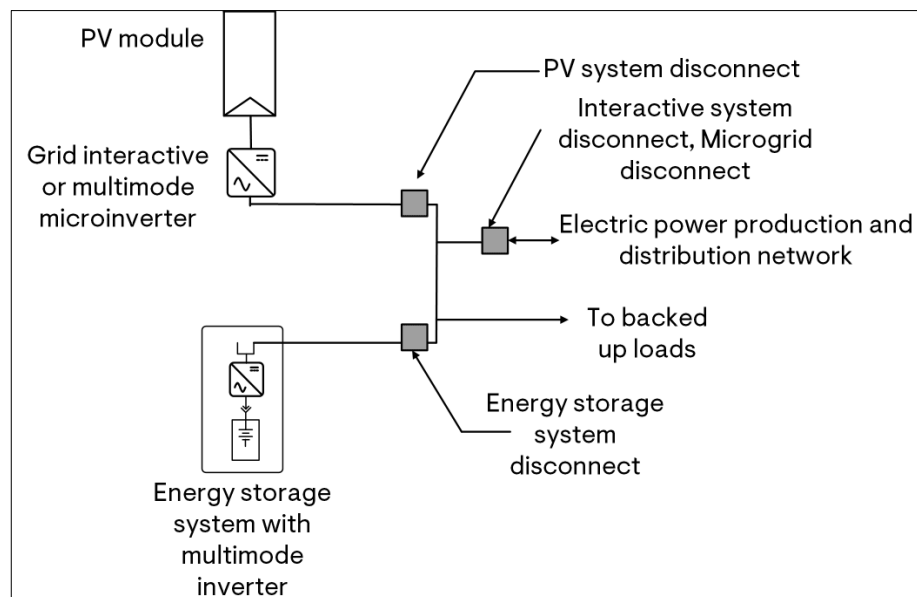 PV module
PV system disconnect
Interactive system
disconnect, Microgrid
disconnect
Grid interactive
or multimode
microinverter
Electric power production and
distribution network
To backed
up loads
Energy storage
system
disconnect
Energy storage
system with
multimode
inverter